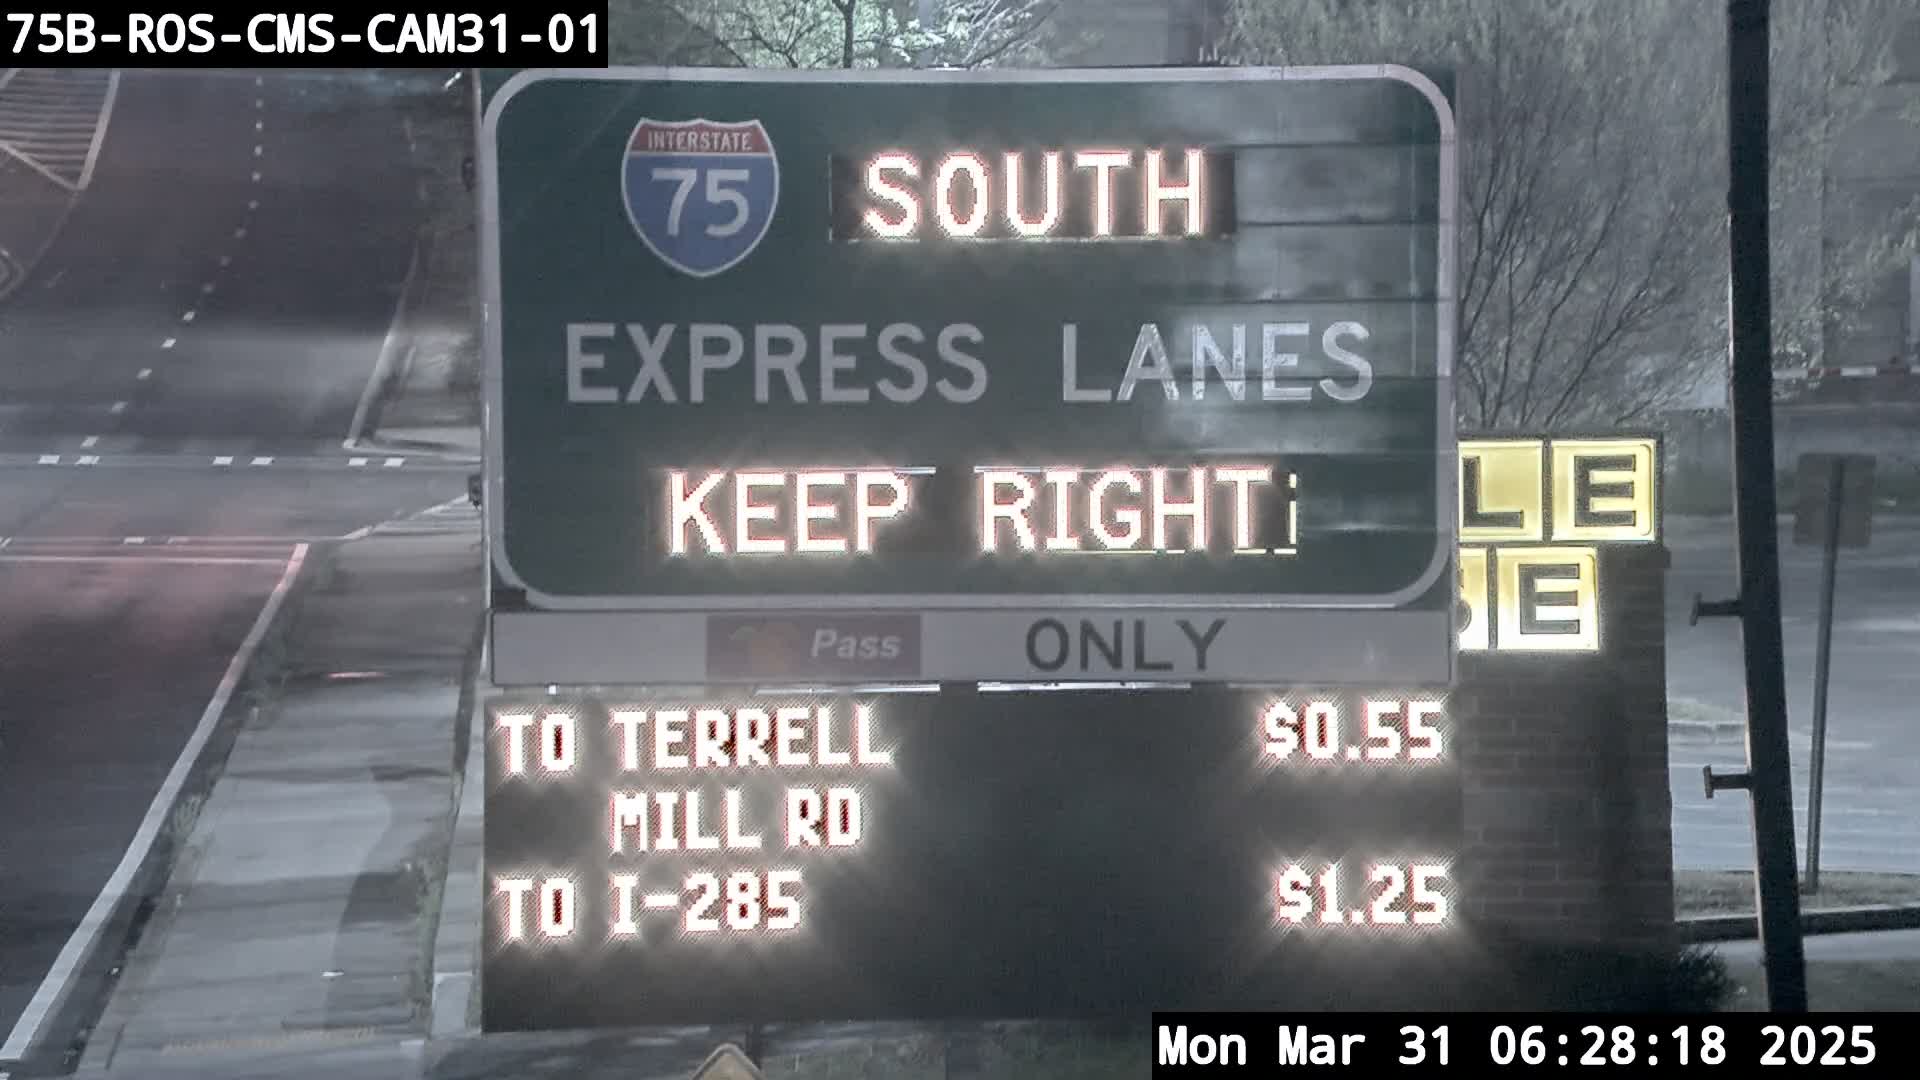 75B-ROS-CMS-CAM31-01
INTERSTATE
75
SOUTH
EXPRESS LANES
KEEP RIGHT
Pass ONLY
TO TERRELL $0.55
MILL RD
TO I-285 $1.25
LE
SE
Mon Mar 31 06:28:18 2025